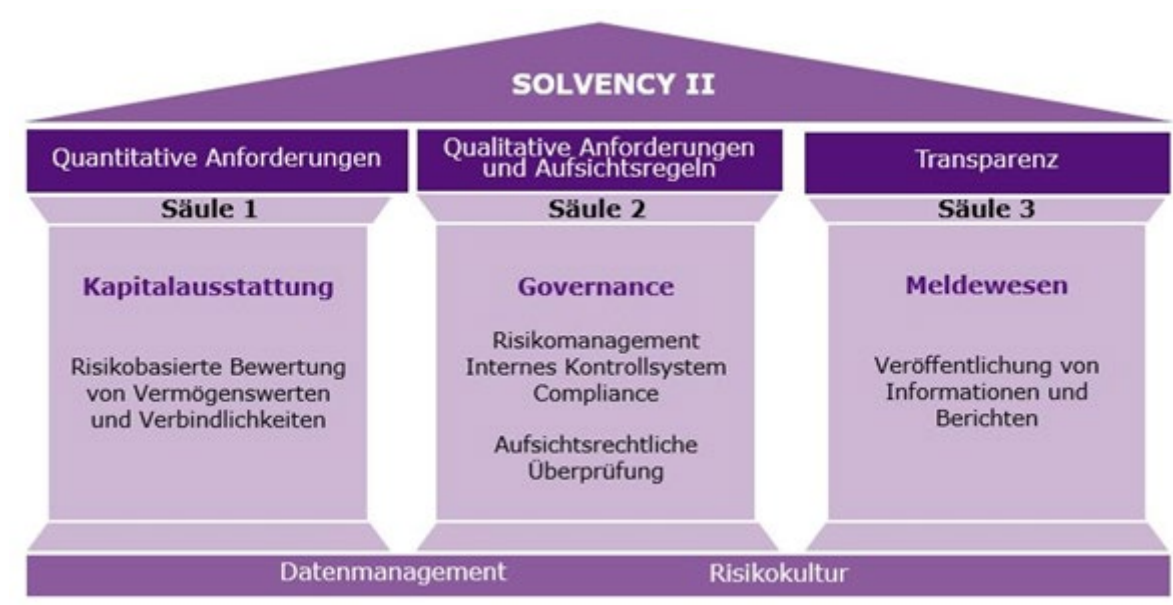 SOLVENCY II
Quantitative Anforderungen
Säule 1
Kapitalausstattung
Risikobasierte Bewertung
von Vermögenswerten
und Verbindlichkeiten
Qualitative Anforderungen
und Aufsichtsregeln
Säule 2
Governance
Risikomanagement
Internes Kontrollsystem
Compliance
Aufsichtsrechtliche
Überprüfung
Transparenz
Säule 3
Meldewesen
Veröffentlichung von
Informationen und
Berichten
Datenmanagement
Risikokultur